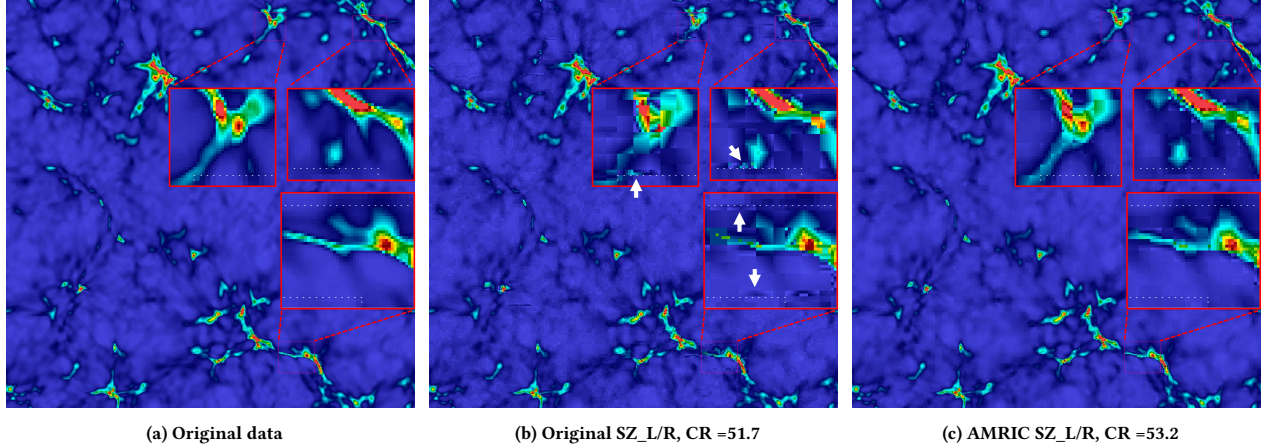 (a) Original data
(b) Original SZ_L/R, CR =51.7
(c) AMRIC SZ_L/R, CR =53.2